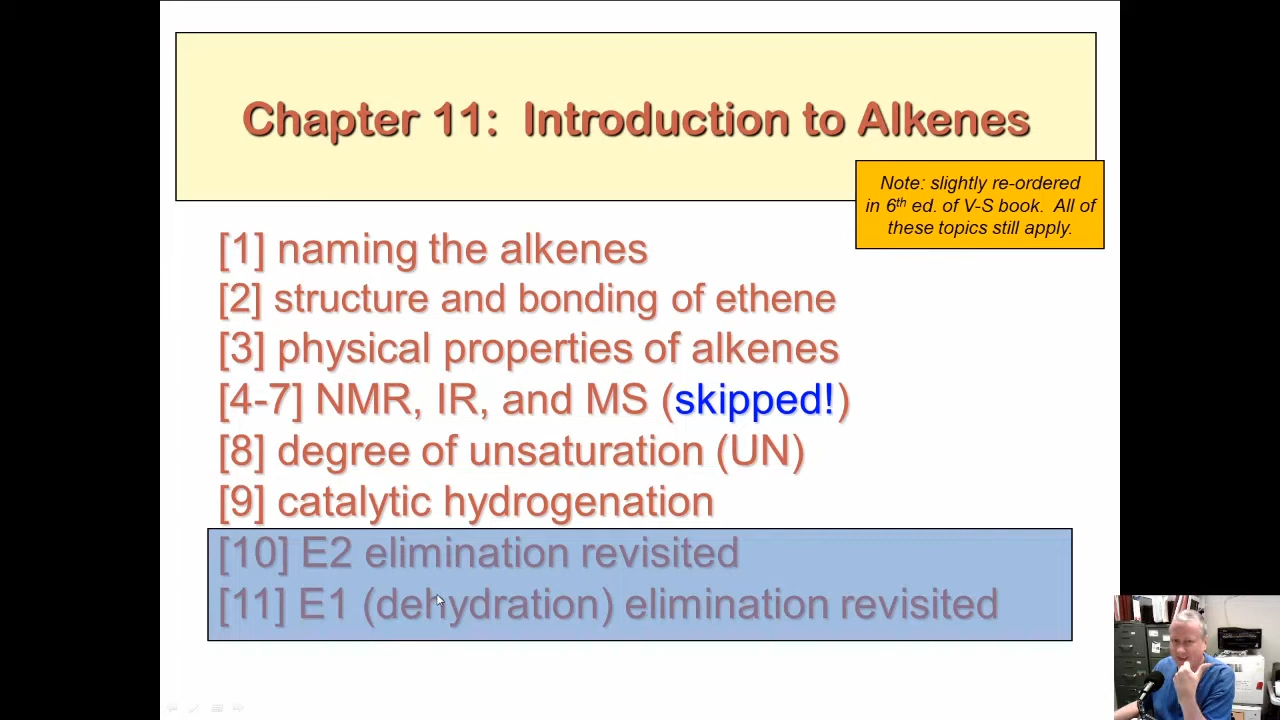 Chapter 11: Introduction to Alkenes
Note: slightly re-ordered
in 6th ed. of V-S book. All of
these topics still apply.
[1] naming the alkenes
[2] structure and bonding of ethene
[3] physical properties of alkenes
[4-7] NMR, IR, and MS (skipped!)
[8] degree of unsaturation (UN)
[9] catalytic hydrogenation
[10] E2 elimination revisited
[11] E1 (dehydration) elimination revisited